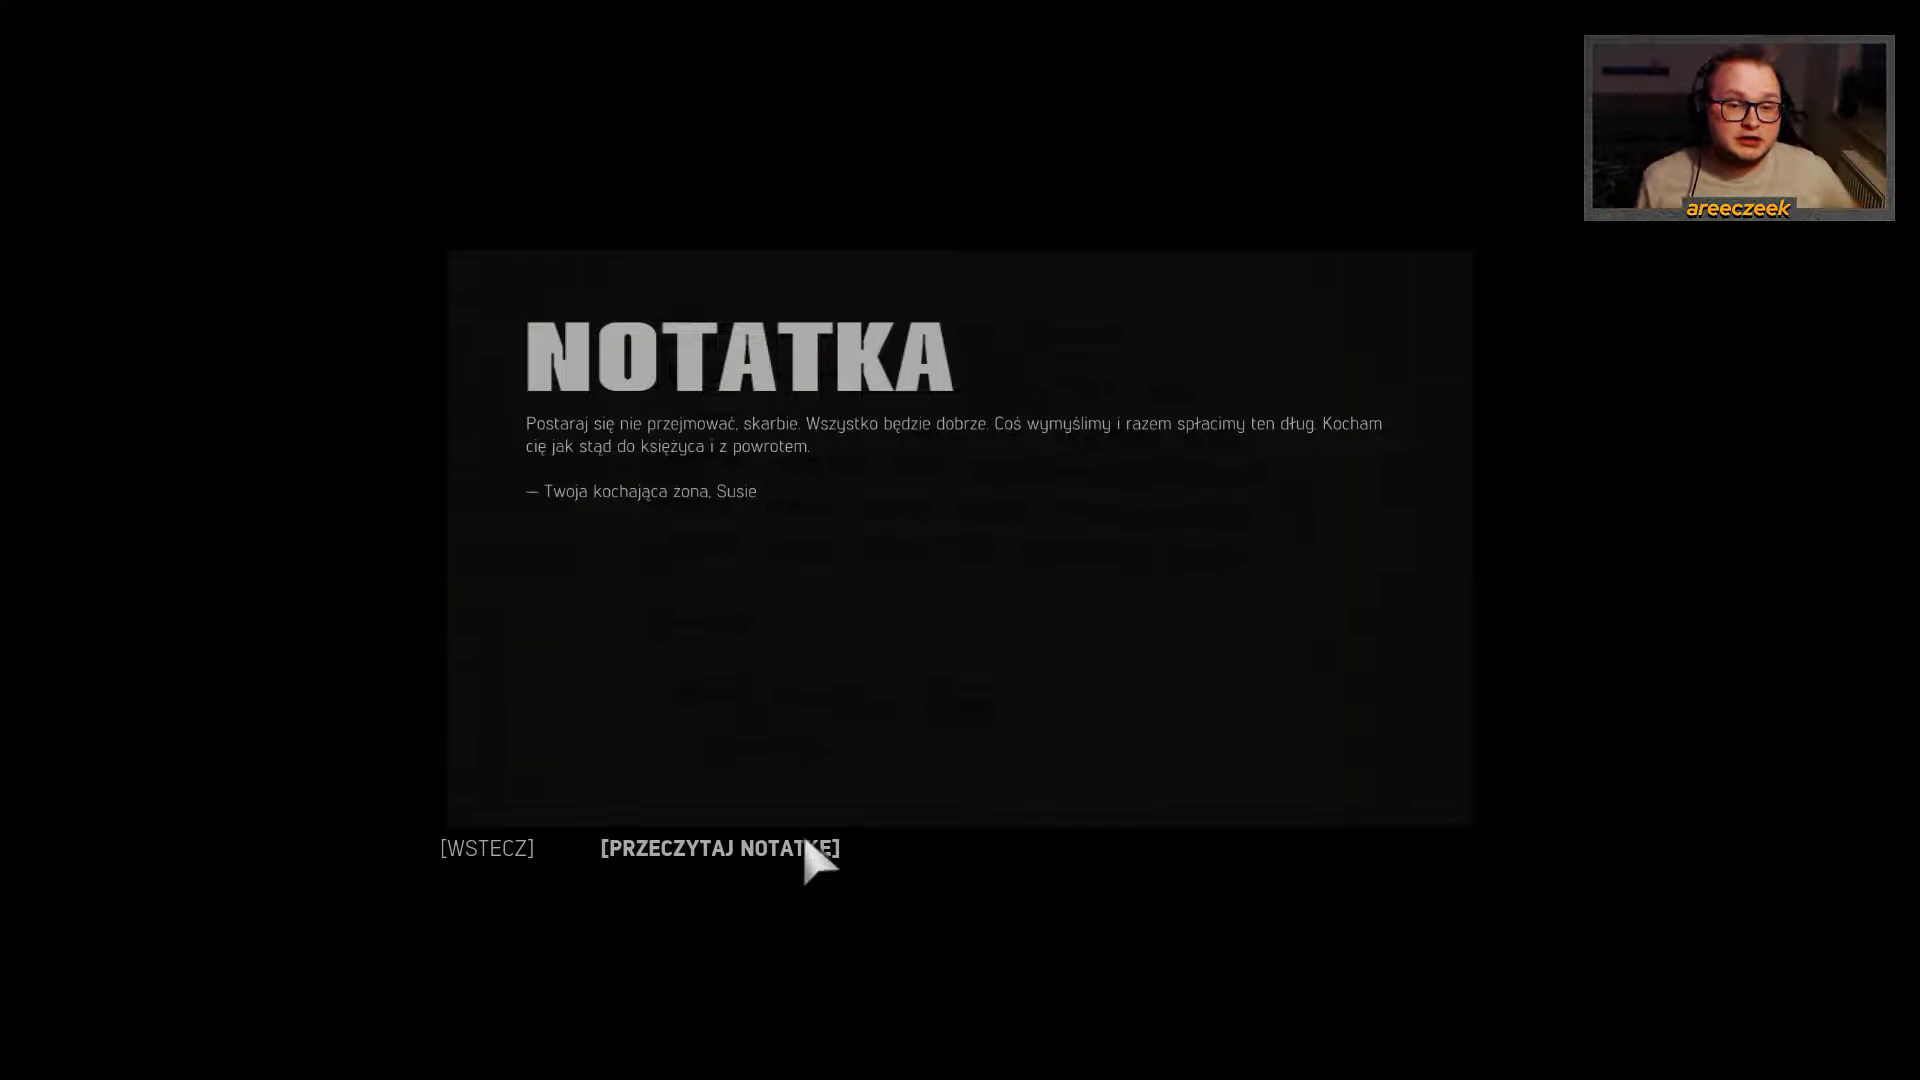 areeczeek
NOTATKA
Postaraj się nie przejmować, skarbie. Wszystko będzie dobrze. Coś wymyślimy i razem spłacimy ten dług. Kocham
cię jak stąd do księżyca i z powrotem.
— Twoja kochająca żona, Susie
[WSTECZ] [PRZECZYTAJ NOTATKĘ]